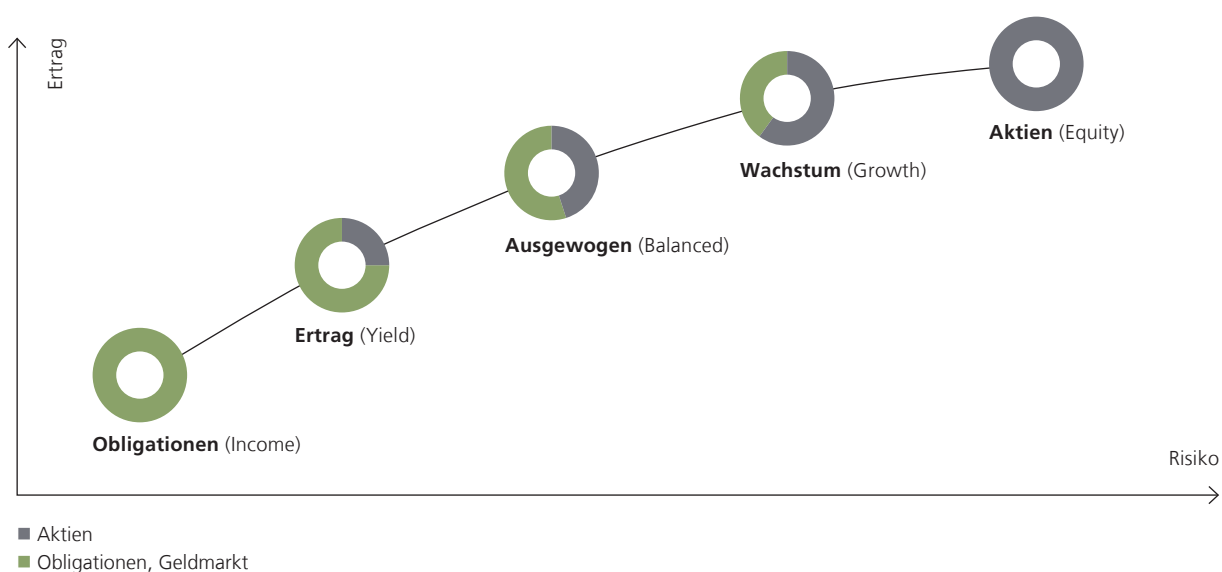 Ertrag
Aktien (Equity)
Wachstum (Growth)
Ausgewogen (Balanced)
Ertrag (Yield)
Obligationen (Income)
Risiko
Aktien
Obligationen, Geldmarkt